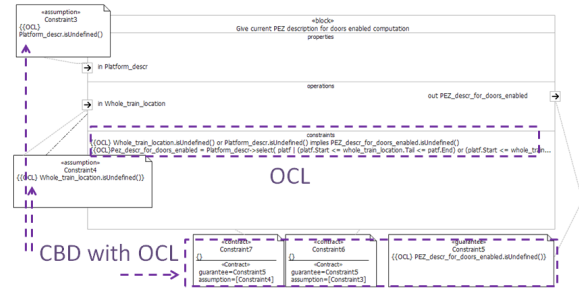 «assumption»
Constraint3
{{OCL}
Platform_descr.isUndefined()
«block»
Give current PEZ description for doors enabled computation
properties
in Platform_descr
operations
in Whole_train_location
out PEZ_descr_for_doors_enabled
constraints
{{OCL} Whole_train_location.isUndefined() or Platform_descr.isUndefined() implies PEZ_descr_for_doors_enabled.isUndefined()
{{OCL}Pez_descr_for_doors_enabled = Platform_descr->select( platf | (platf.Start <= whole_train_location.Tail <= patf.End) or (platf.Start <= whole_tran...
«assumption»
Constraint4
{{OCL} Whole_train_location.isUndefined()}
OCL
CBD with OCL
«contract»
Constraint7
{}
«Contract»
guarantee=Constraint5
assumption=[Constraint4]
«contract»
Constraint6
{}
«Contract»
guarantee=Constraint5
assumption=[Constraint3]
«guarantee»
Constraint5
{{OCL} PEZ_descr_for_doors_enabled.isUndefined()}